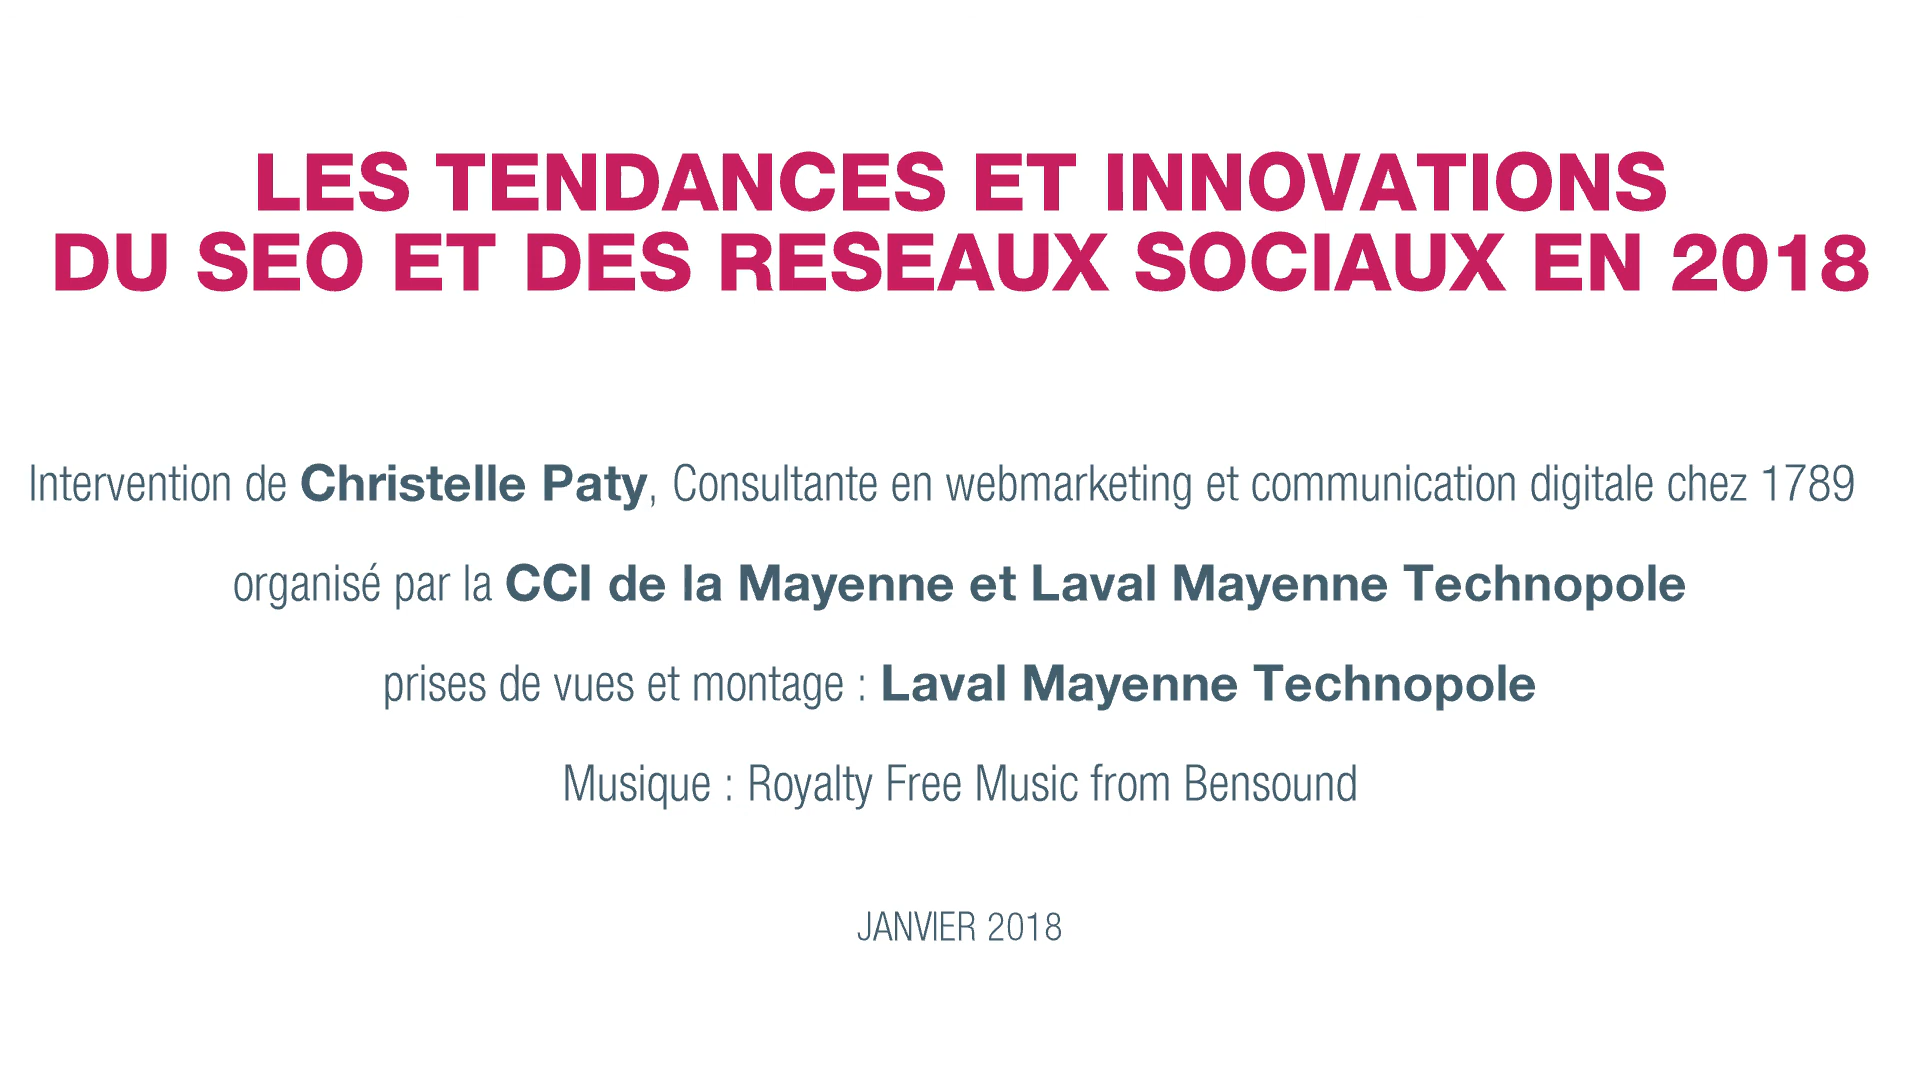 LES TENDANCES ET INNOVATIONS
DU SEO ET DES RESEAUX SOCIAUX EN 2018
Intervention de Christelle Paty, Consultante en webmarketing et communication digitale chez 1789
organisé par la CCI de la Mayenne et Laval Mayenne Technopole
prises de vues et montage : Laval Mayenne Technopole
Musique : Royalty Free Music from Bensound
JANVIER 2018